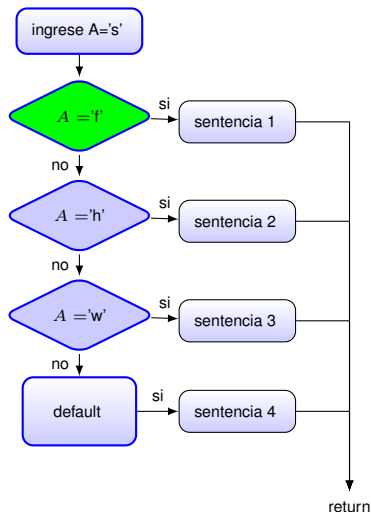 ingrese A='s'
A ='f'
si
sentencia 1
no
A ='h'
si
sentencia 2
no
A ='w'
si
sentencia 3
no
default
si
sentencia 4
return